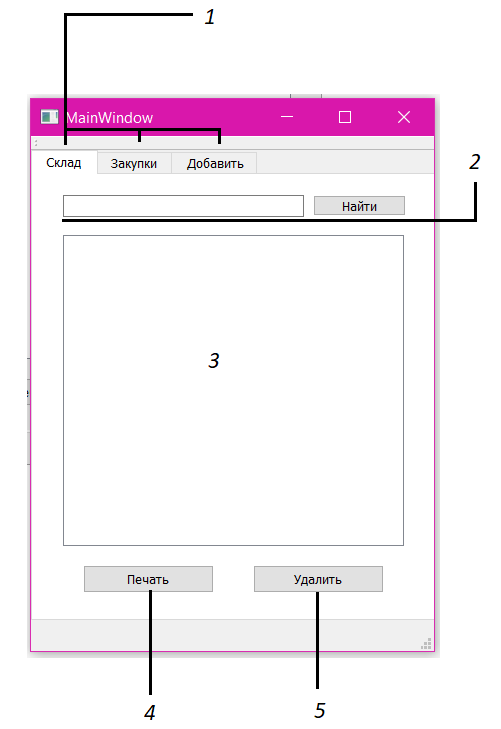 1
MainWindow
Склад Закупки Добавить
2
Найти
3
Печать Удалить
4 5